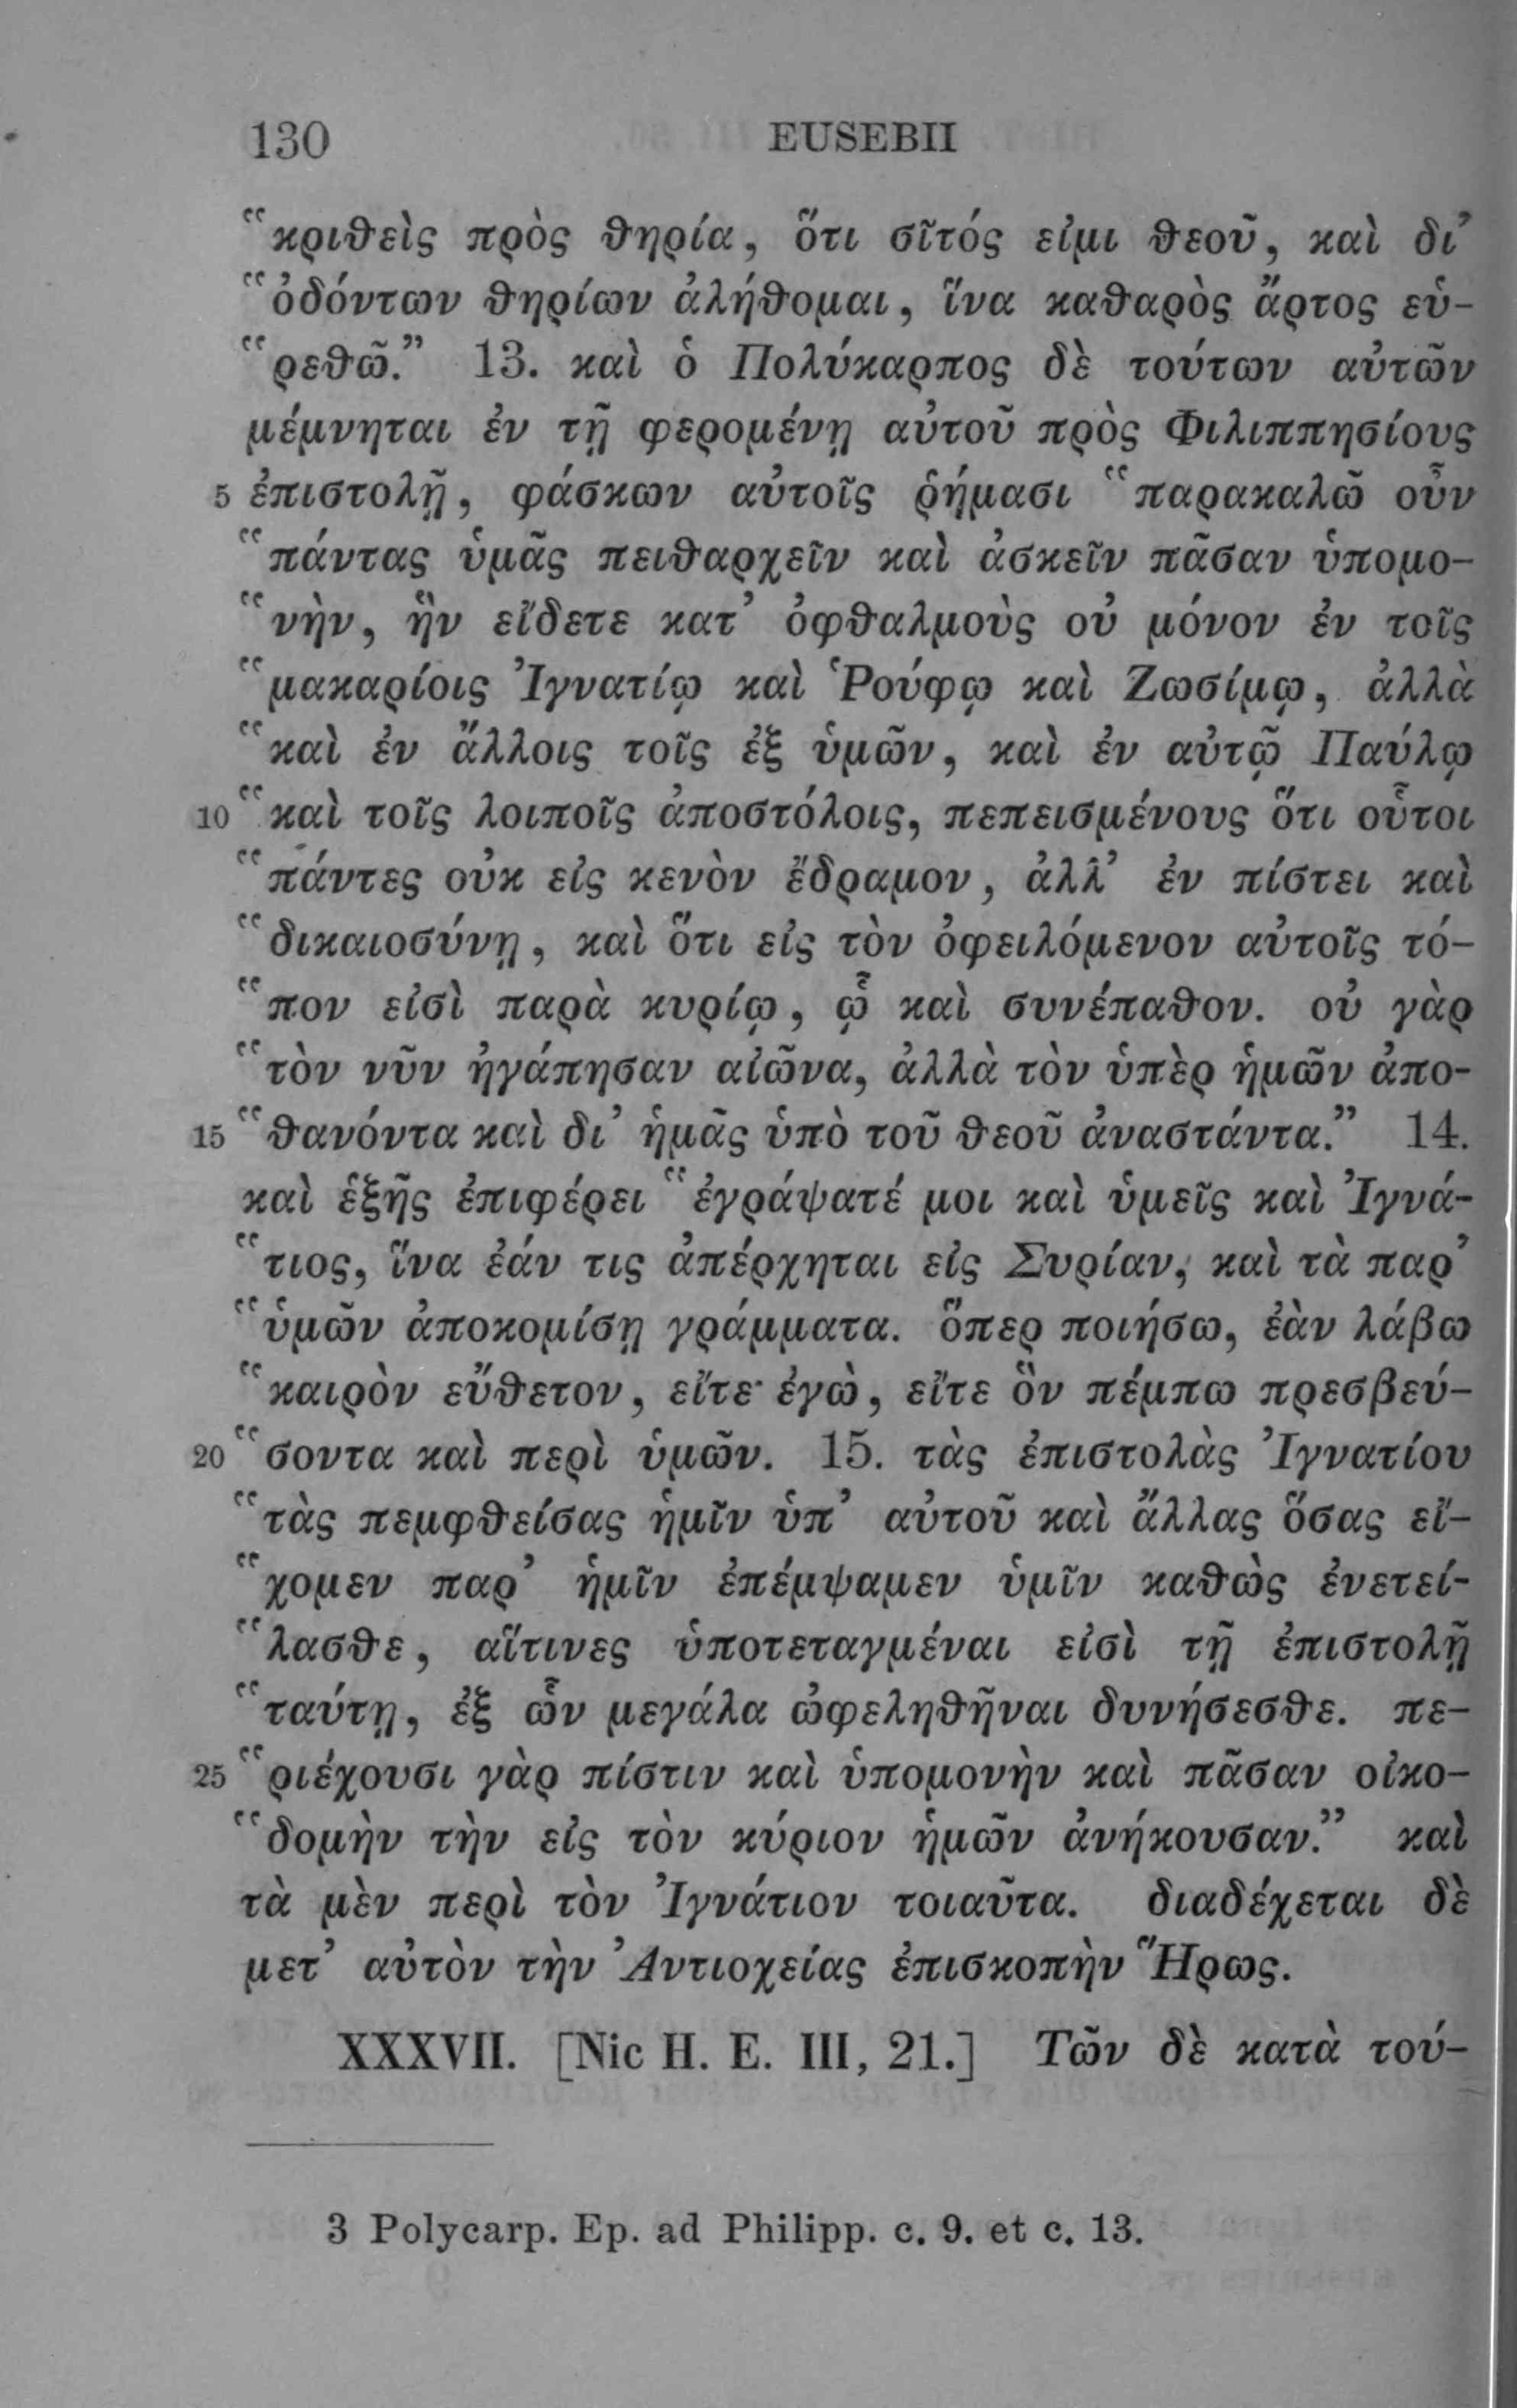 130 EUSEBII
“κριθεὶς πρὸς θηρία, ὅτι σῖτός εἰμι θεοῦ, καὶ δι’
“ὀδόντων θηρίων ἀλήθομαι, ἵνα καθαρὸς ἄρτος εὑ-
“ρεθῶ.” 13. καὶ ὁ Πολύκαρπος δὲ τούτων αὐτῶν
μέμνηται ἐν τῇ φερομένῃ αὐτοῦ πρὸς Φιλιππησίους
5 ἐπιστολῇ, φάσκων αὐτοῖς ῥήμασι “παρακαλῶ οὖν
“πάντας ὑμᾶς πειθαρχεῖν καὶ ἀσκεῖν πᾶσαν ὑπομο-
“νὴν, ἣν εἴδετε κατ’ ὀφθαλμοὺς οὐ μόνον ἐν τοῖς
“μακαρίοις Ἰγνατίῳ καὶ Ῥούφῳ καὶ Ζωσίμῳ, ἀλλὰ
“καὶ ἐν ἄλλοις τοῖς ἐξ ὑμῶν, καὶ ἐν αὐτῷ Παύλῳ
10 “καὶ τοῖς λοιποῖς ἀποστόλοις, πεπεισμένους ὅτι οὗτοι
“πάντες οὐκ εἰς κενὸν ἔδραμον, ἀλλ’ ἐν πίστει καὶ
“δικαιοσύνῃ, καὶ ὅτι εἰς τὸν ὀφειλόμενον αὐτοῖς τό-
“πον εἰσὶ παρὰ κυρίῳ, ᾧ καὶ συνέπαθον. οὐ γὰρ
“τὸν νῦν ἠγάπησαν αἰῶνα, ἀλλὰ τὸν ὑπὲρ ἡμῶν ἀπο-
15 “θανόντα καὶ δι’ ἡμᾶς ὑπὸ τοῦ θεοῦ ἀναστάντα.” 14.
καὶ ἑξῆς ἐπιφέρει “ἐγράψατέ μοι καὶ ὑμεῖς καὶ Ἰγνά-
“τιος, ἵνα ἐάν τις ἀπέρχηται εἰς Συρίαν, καὶ τὰ παρ’
“ὑμῶν ἀποκομίσῃ γράμματα. ὅπερ ποιήσω, ἐὰν λάβω
“καιρὸν εὔθετον, εἴτε ἐγὼ, εἴτε ὃν πέμπω πρεσβεύ-
20 “σοντα καὶ περὶ ὑμῶν. 15. τὰς ἐπιστολὰς Ἰγνατίου
“τὰς πεμφθείσας ἡμῖν ὑπ’ αὐτοῦ καὶ ἄλλας ὅσας εἴ-
“χομεν παρ’ ἡμῖν ἐπέμψαμεν ὑμῖν καθὼς ἐνετεί-
“λασθε, αἵτινες ὑποτεταγμέναι εἰσὶ τῇ ἐπιστολῇ
“ταύτῃ, ἐξ ὧν μεγάλα ὠφεληθῆναι δυνήσεσθε. πε-
25 “ριέχουσι γὰρ πίστιν καὶ ὑπομονὴν καὶ πᾶσαν οἰκο-
“δομὴν τὴν εἰς τὸν κύριον ἡμῶν ἀνήκουσαν.” καὶ
τὰ μὲν περὶ τὸν Ἰγνάτιον τοιαῦτα. διαδέχεται δὲ
μετ’ αὐτὸν τὴν Ἀντιοχείας ἐπισκοπὴν Ἥρως.
XXXVII. [Nic H. E. III, 21.] Τῶν δὲ κατὰ τού-
3 Polycarp. Ep. ad Philipp. c. 9. et c. 13.